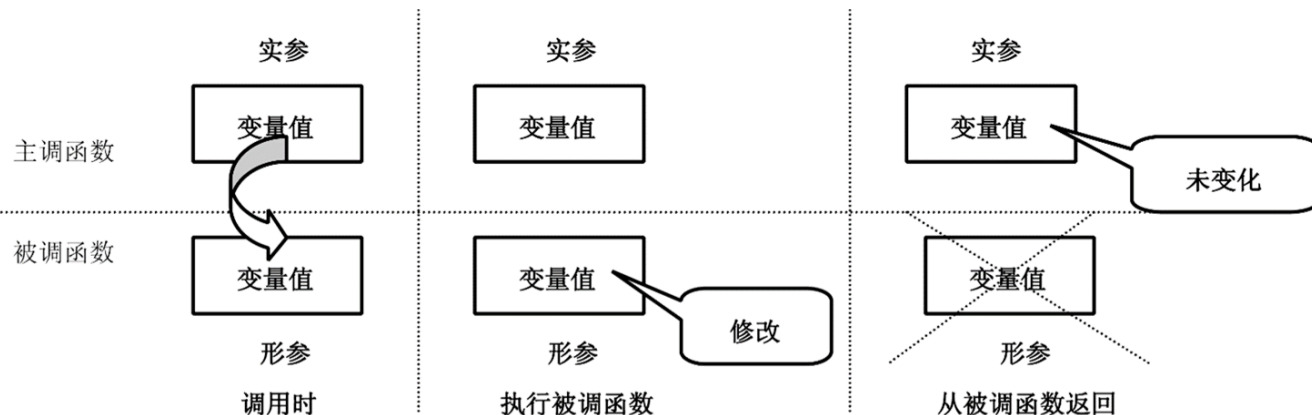 实参
实参
实参
变量值
变量值
变量值
主调函数
未变化
被调函数
变量值
变量值
变量值
修改
形参
形参
形参
调用时
执行被调函数
从被调函数返回